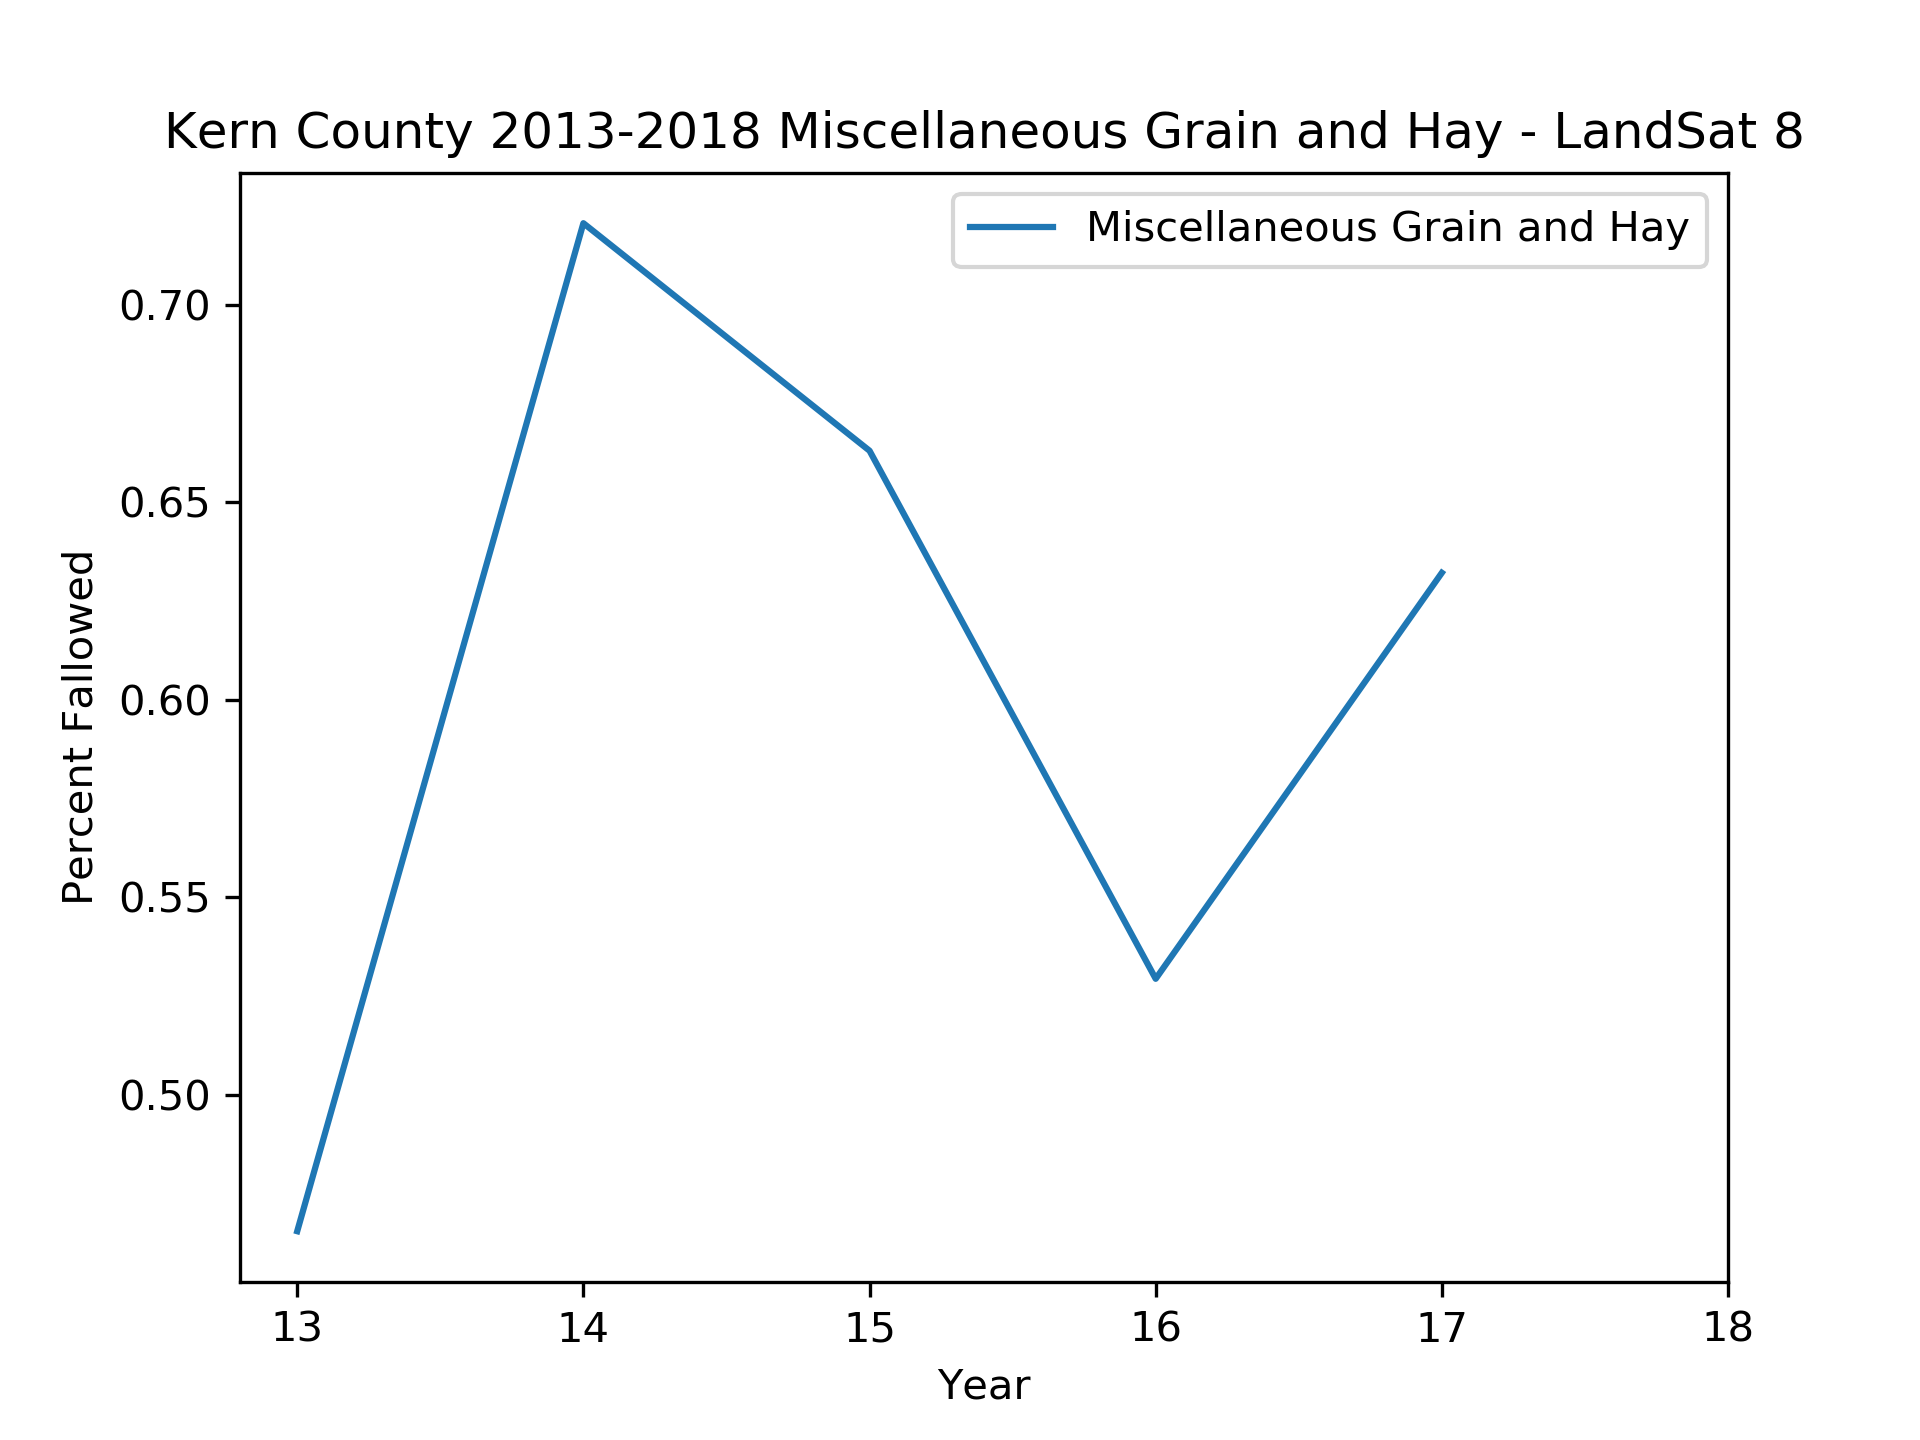 Kern County 2013-2018 Miscellaneous Grain and Hay - LandSat 8
Miscellaneous Grain and Hay
Percent Fallowed
0.70
0.65
0.60
0.55
0.50
13 14 15 16 17 18
Year